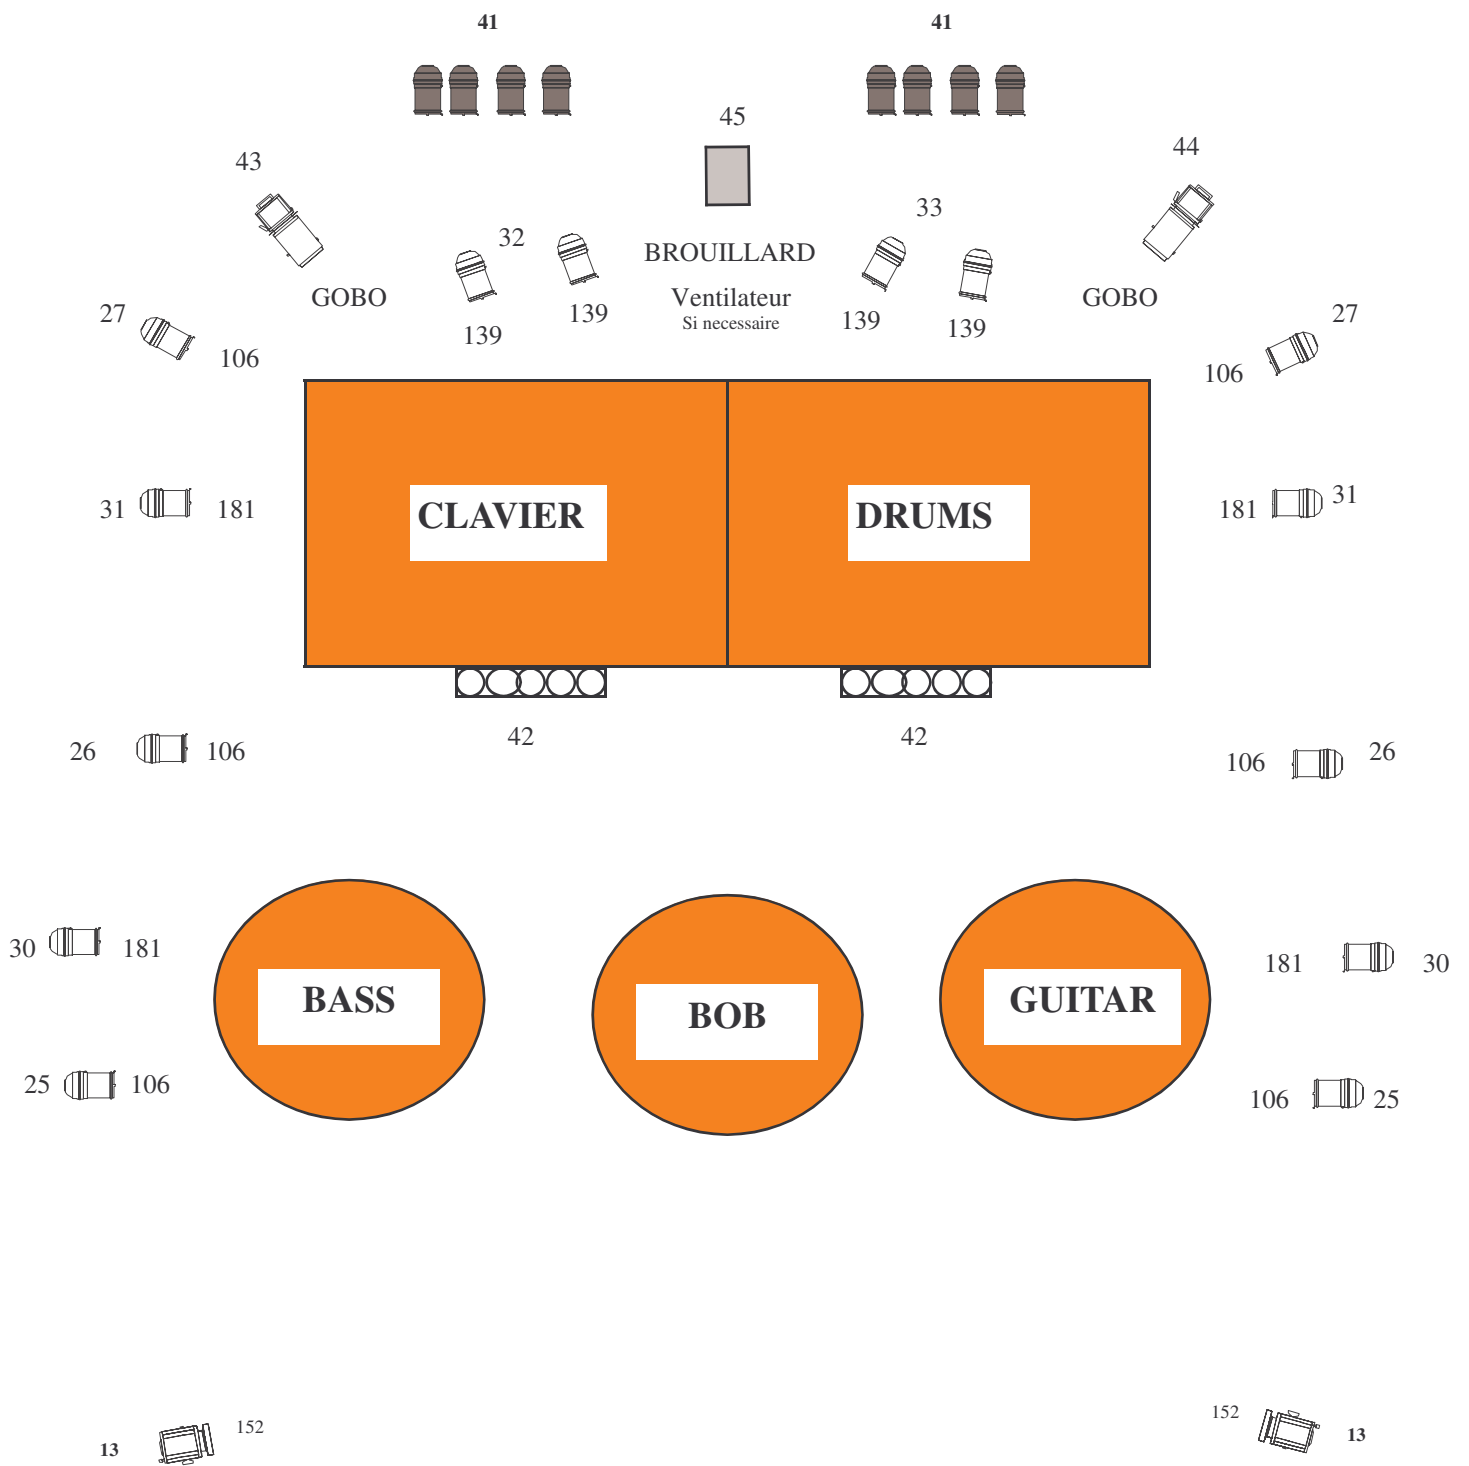 41 41
45
43 44
33
32
BROUILLARD
GOBO Ventilateur GOBO
27 139 Si necessaire 139 27
139 139
106 106
31 181 CLAVIER DRUMS 181 31
42 42
26 106 106 26
30 181 181 30
BASS BOB GUITAR
25 106 106 25
152 152
13 13